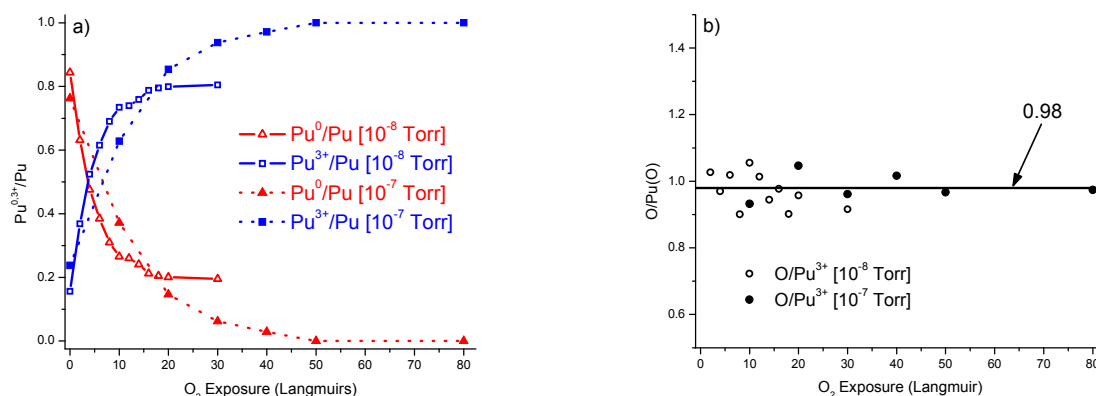 a)
1.0
0.8
0.6
0.4
0.2
0.0
Pu0,3+/Pu
Pu0/Pu [10-8 Torr]
Pu3+/Pu [10-8 Torr]
Pu0/Pu [10-7 Torr]
Pu3+/Pu [10-7 Torr]
0 10 20 30 40 50 60 70 80
O2 Exposure (Langmuirs)
b)
1.4
1.2
1.0
0.8
0.6
O/Pu(O)
0.98
O/Pu3+ [10-8 Torr]
O/Pu3+ [10-7 Torr]
0 10 20 30 40 50 60 70 80
O2 Exposure (Langmuir)